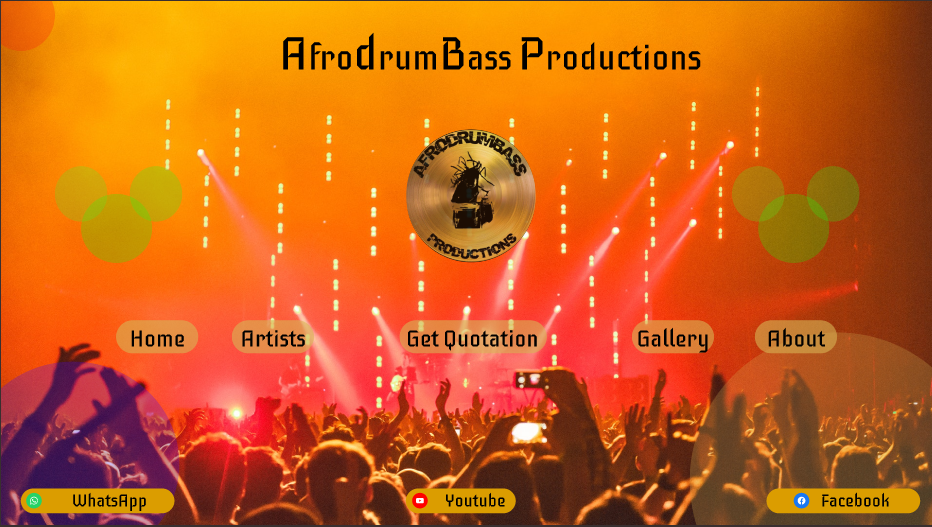 AfrodrumBass Productions
AFRODRUMBASS
PRODUCTIONS
Home
Artists
Get Quotation
Gallery
About
WhatsApp
Youtube
Facebook